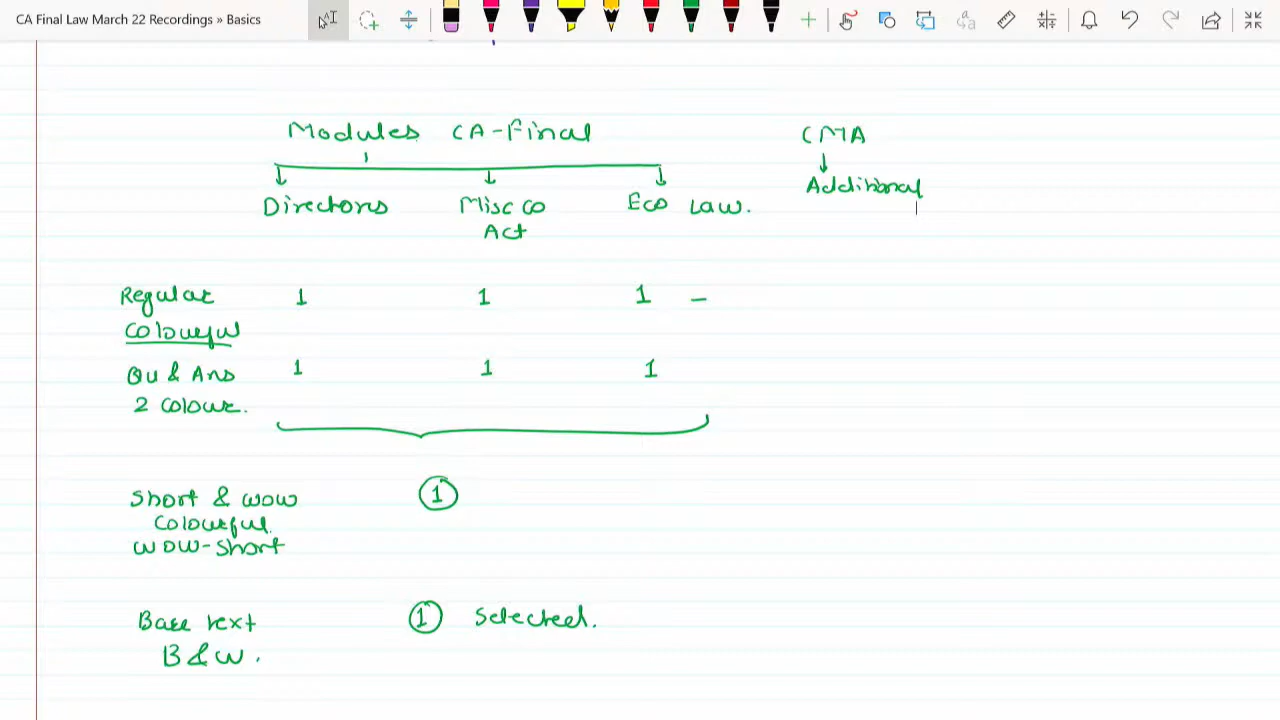 CA Final Law March 22 Recordings » Basics
Modules CA-Final
CMA
Additional
Directors
Misc Co
Act
Eco Law.
Regular
Colourful
1 1 1 -
Qu & Ans
2 Colour.
1 1 1
Short & wow
Colourful.
wow-short
1
Bare text
B & W.
1 Selected.